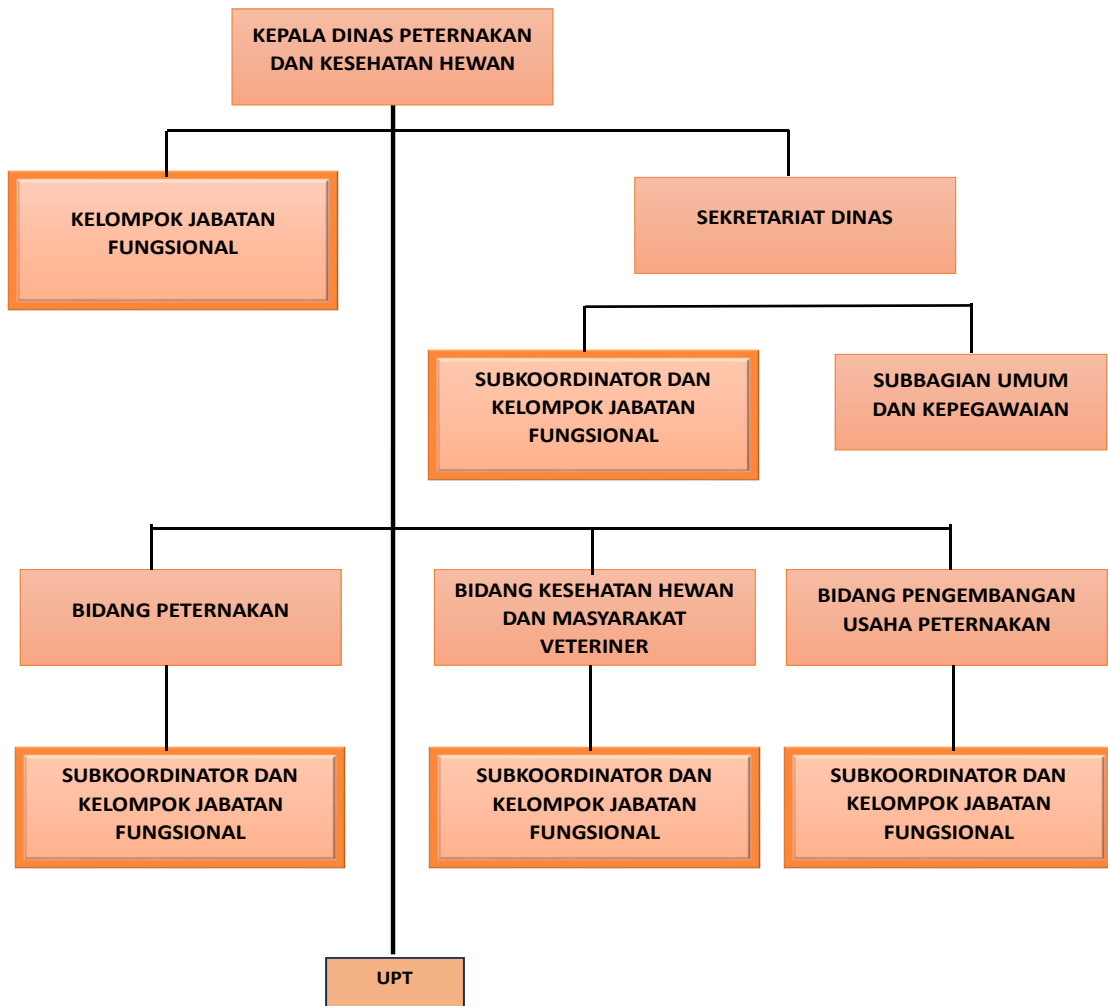 KEPALA DINAS PETERNAKAN
DAN KESEHATAN HEWAN
KELOMPOK JABATAN
FUNGSIONAL
SEKRETARIAT DINAS
SUBKOORDINATOR DAN
KELOMPOK JABATAN
FUNGSIONAL
SUBBAGIAN UMUM
DAN KEPEGAWAIAN
BIDANG PETERNAKAN
BIDANG KESEHATAN HEWAN
DAN MASYARAKAT
VETERINER
BIDANG PENGEMBANGAN
USAHA PETERNAKAN
SUBKOORDINATOR DAN
KELOMPOK JABATAN
FUNGSIONAL
SUBKOORDINATOR DAN
KELOMPOK JABATAN
FUNGSIONAL
SUBKOORDINATOR DAN
KELOMPOK JABATAN
FUNGSIONAL
UPT